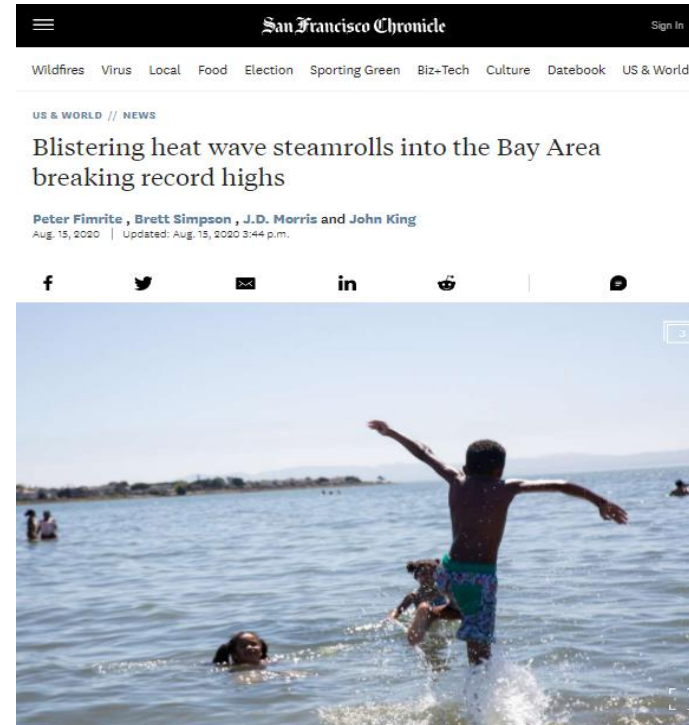 San Francisco Chronicle
Sign In
Wildfires Virus Local Food Election Sporting Green Biz+Tech Culture Datebook US & World
US & WORLD // NEWS
Blistering heat wave steamrolls into the Bay Area
breaking record highs
Peter Fimrite , Brett Simpson , J.D. Morris and John King
Aug. 15, 2020 | Updated: Aug. 15, 2020 3:44 p.m.
3